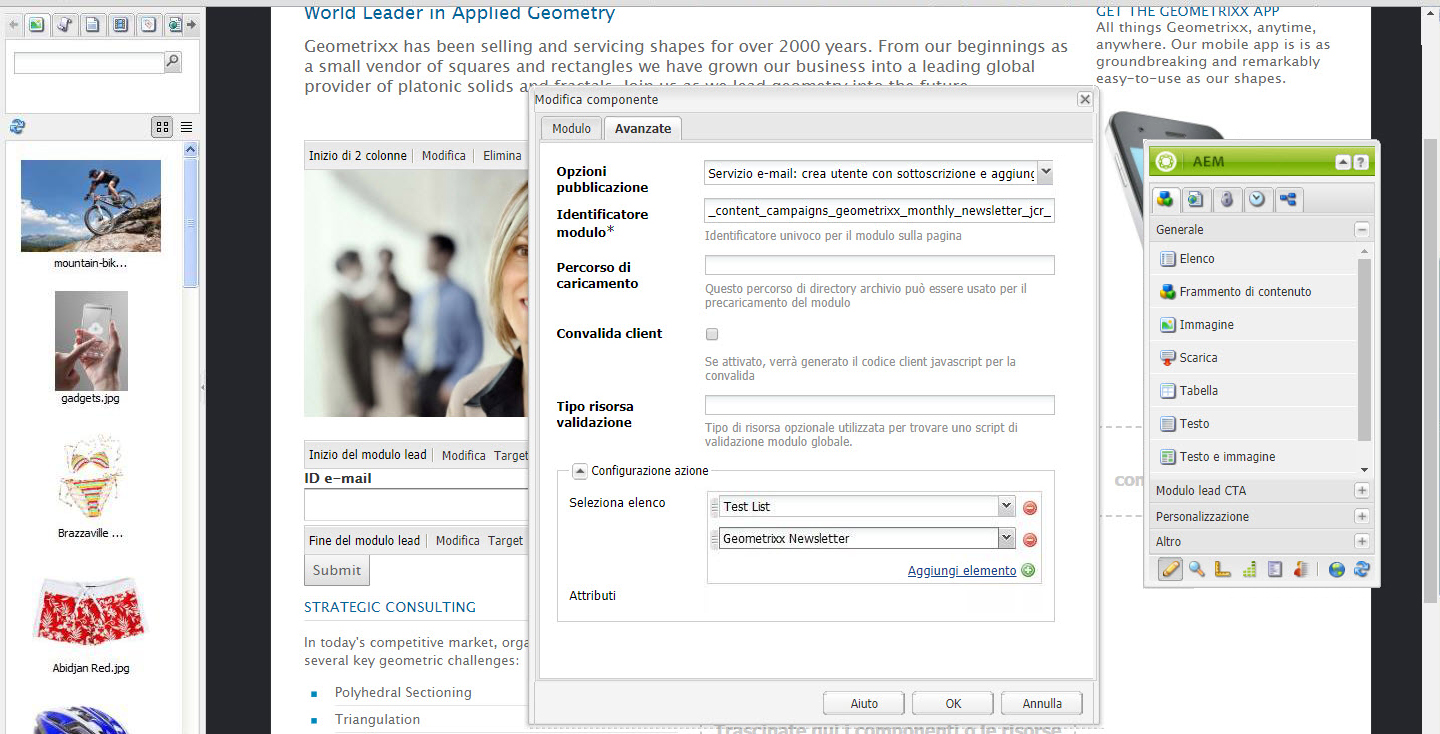 World Leader in Applied Geometry
Geometrixx has been selling and servicing shapes for over 2000 years. From our beginnings as
a small vendor of squares and rectangles we have grown our business into a leading global
provider of platonic solids and fractals. Join us as we lead geometry into the future.
GET THE GEOMETRIXX APP
All things Geometrixx, anytime,
anywhere. Our mobile app is is as
groundbreaking and remarkably
easy-to-use as our shapes.
mountain-bik...
gadgets.jpg
Brazzaville ...
Abidjan Red.jpg
Inizio di 2 colonne
Modifica
Elimina
Inizio del modulo lead
Modifica
Target
ID e-mail
Fine del modulo lead
Modifica
Target
Submit
STRATEGIC CONSULTING
In today's competitive market, orga
several key geometric challenges:
Polyhedral Sectioning
Triangulation
Modifica componente
Modulo
Avanzate
Opzioni
pubblicazione
Servizio e-mail: crea utente con sottoscrizione e aggiung
Identificatore
modulo*
_content_campaigns_geometrixx_monthly_newsletter_jcr_
Identificatore univoco per il modulo sulla pagina
Percorso di
caricamento
Questo percorso di directory archivio può essere usato per il
precaricamento del modulo
Convalida client
Se attivato, verrà generato il codice client javascript per la
convalida
Tipo risorsa
validazione
Tipo di risorsa opzionale utilizzata per trovare uno script di
validazione modulo globale.
Configurazione azione
Seleziona elenco
Test List
Geometrixx Newsletter
Aggiungi elemento
Attributi
Aiuto
OK
Annulla
Trascinate qui i componenti o le risorse
com
AEM
?
Generale
Elenco
Frammento di contenuto
Immagine
Scarica
Tabella
Testo
Testo e immagine
Modulo lead CTA
Personalizzazione
Altro